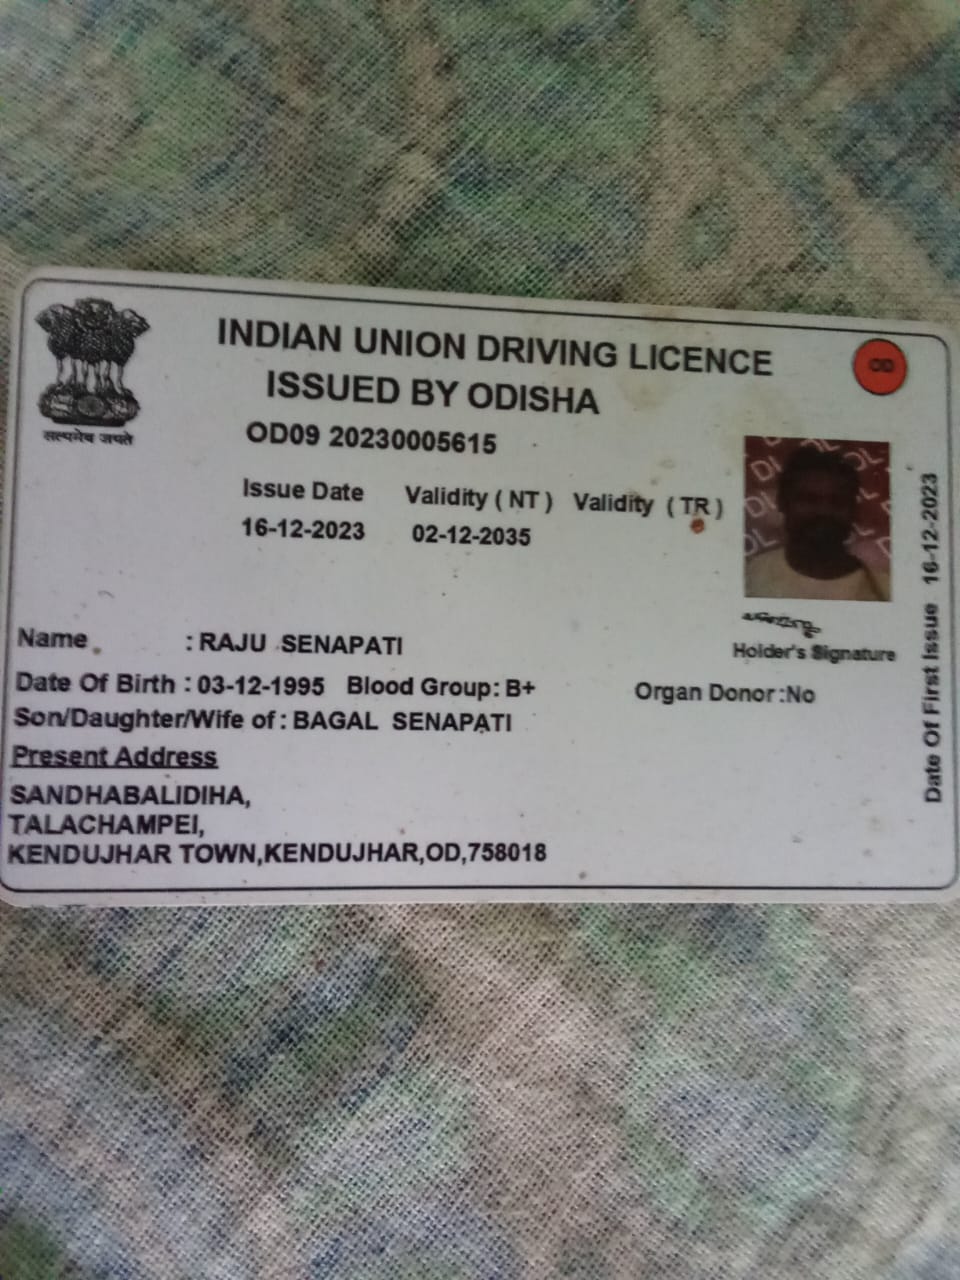 सत्यमेव जयते
INDIAN UNION DRIVING LICENCE
ISSUED BY ODISHA
OD
OD09 20230005615
Issue Date Validity ( NT ) Validity ( TR )
16-12-2023 02-12-2035
Holder's Signature
Name : RAJU SENAPATI
Date Of Birth : 03-12-1995 Blood Group: B+ Organ Donor :No
Son/Daughter/Wife of : BAGAL SENAPATI
Present Address
SANDHABALIDIHA,
TALACHAMPEI,
KENDUJHAR TOWN,KENDUJHAR,OD,758018
Date Of First Issue 16-12-2023